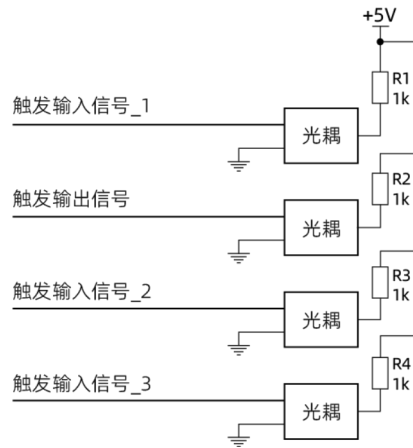 +5V
R1
1k
触发输入信号_1
光耦
R2
1k
触发输出信号
光耦
R3
1k
触发输入信号_2
光耦
R4
1k
触发输入信号_3
光耦